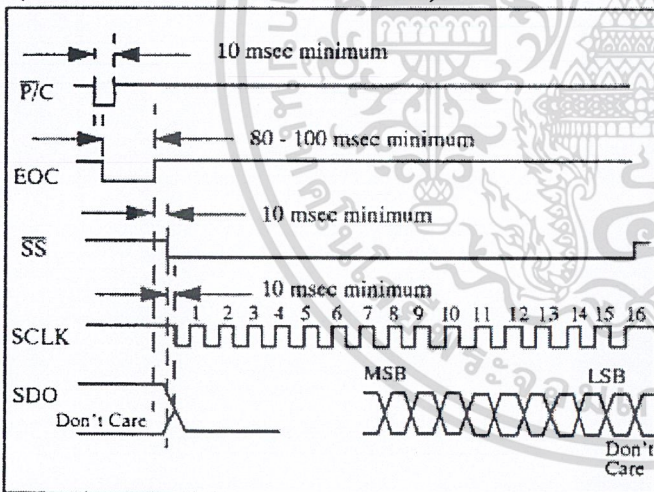 10 msec minimum
P/C
80 - 100 msec minimum
EOC
10 msec minimum
SS
10 msec minimum
1 2 3 4 5 6 7 8 9 10 11 12 13 14 15 16
SCLK
MSB LSB
SDO
Don't Care
Don't
Care